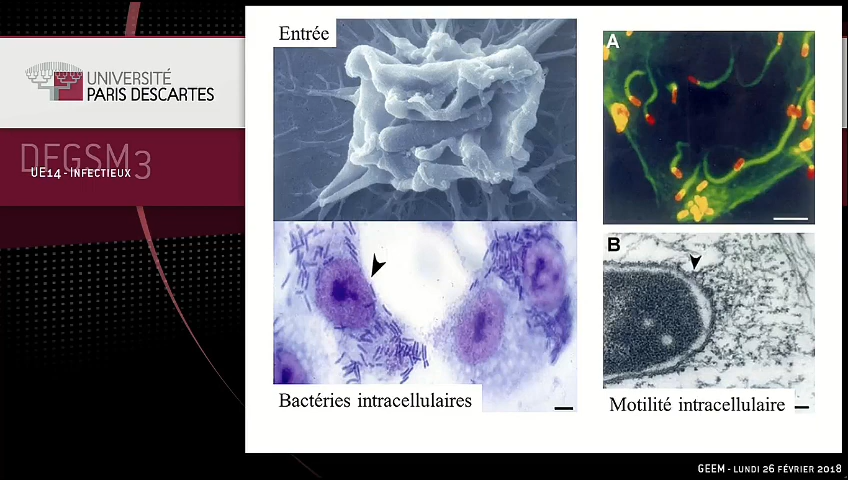 UNIVERSITÉ
PARIS DESCARTES
DFGSM3
UE14 - INFECTIEUX
Entrée
Bactéries intracellulaires
A
B
Motilité intracellulaire
GEEM - LUNDI 26 FÉVRIER 2018